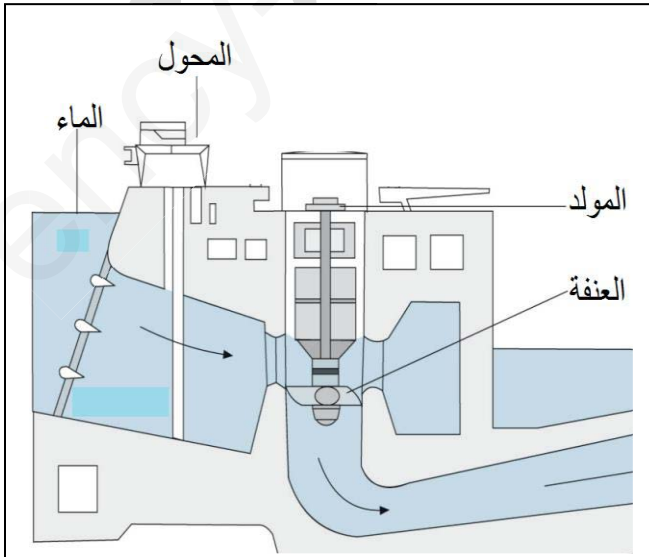 المحول
الماء
المولد
العنفة